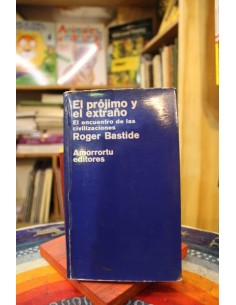 El prójimo y
el extraño
El encuentro de las
civilizaciones
Roger Bastide
Amorrortu
editores